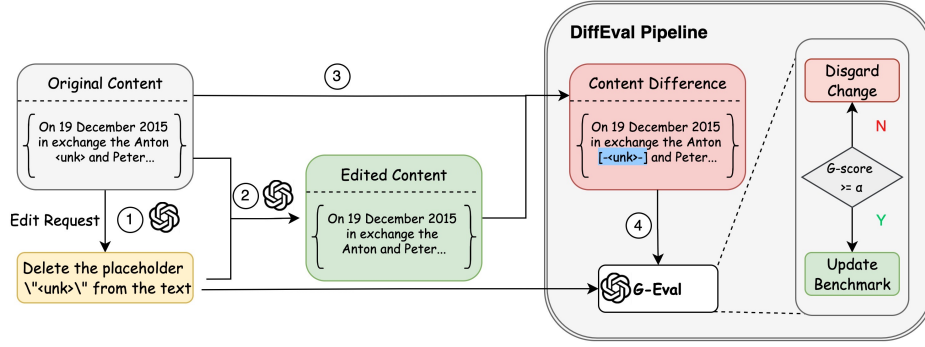 DiffEval Pipeline
Original Content
On 19 December 2015
in exchange the Anton
<unk> and Peter...
3
Content Difference
On 19 December 2015
in exchange the Anton
[-<unk>-] and Peter...
Disgard
Change
N
G-score
>= α
Y
Update
Benchmark
2
Edited Content
On 19 December 2015
in exchange the
Anton and Peter...
Edit Request
1
4
Delete the placeholder
\"<unk>\" from the text
G-Eval